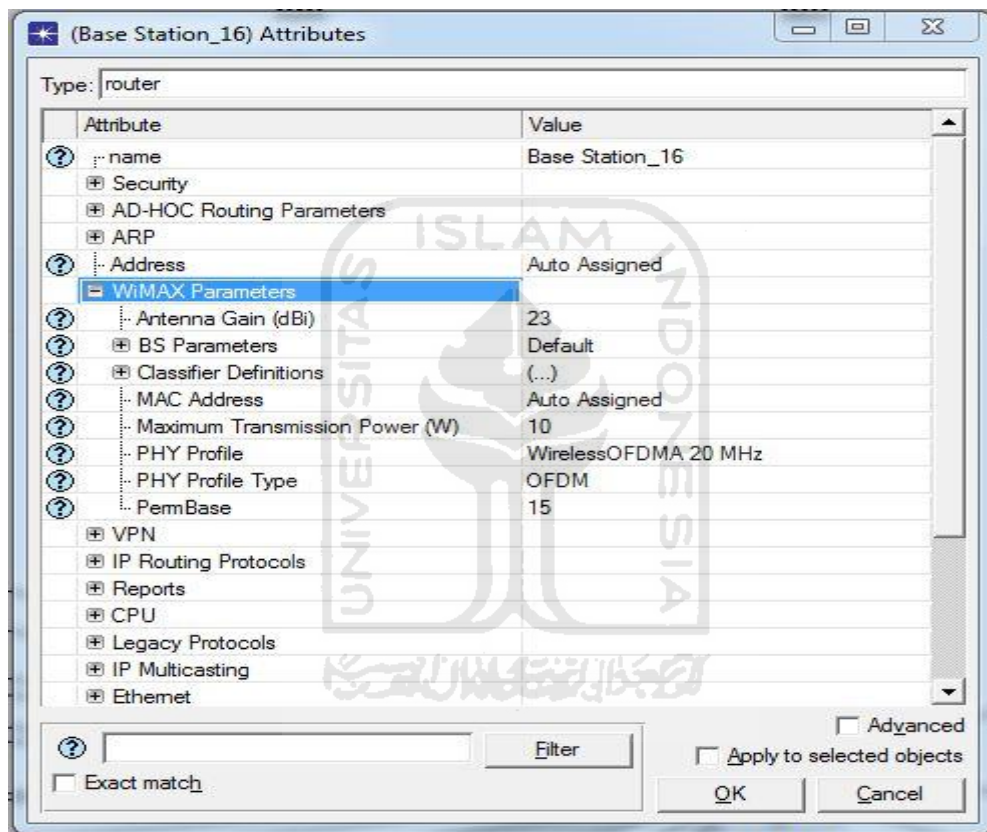 (Base Station_16) Attributes
Type: router
Attribute Value
name Base Station_16
Security
AD-HOC Routing Parameters
ARP
Address Auto Assigned
WiMAX Parameters
Antenna Gain (dBi) 23
BS Parameters Default
Classifier Definitions (...)
MAC Address Auto Assigned
Maximum Transmission Power (W) 10
PHY Profile WirelessOFDMA 20 MHz
PHY Profile Type OFDM
PermBase 15
VPN
IP Routing Protocols
Reports
CPU
Legacy Protocols
IP Multicasting
Ethernet
Advanced
Filter
Apply to selected objects
Exact match
OK Cancel
UNIVERSITAS
ISLAM
INDONESIA